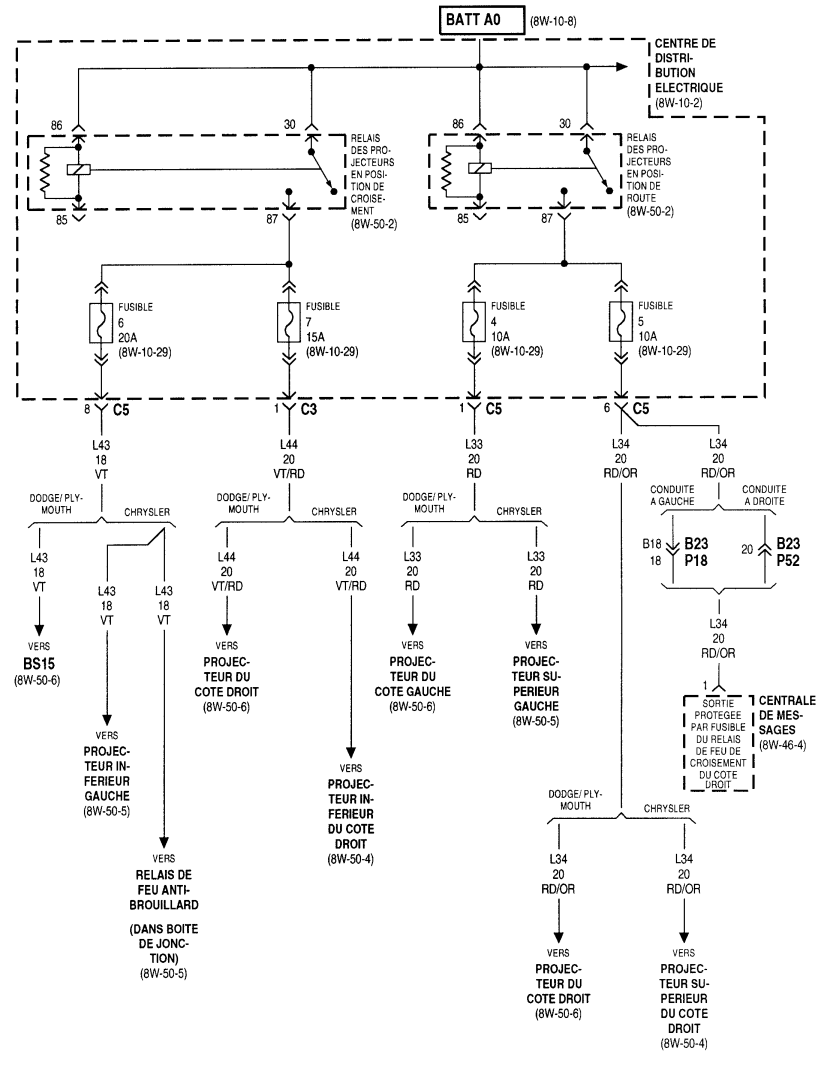 BATT A0
(8W-10-8)
CENTRE DE
DISTRI-
BUTION
ELECTRIQUE
(8W-10-2)
86
30
RELAIS
DES PRO-
JECTEURS
EN POSI-
TION DE
CROISE-
MENT
(8W-50-2)
85
87
86
30
RELAIS
DES PRO-
JECTEURS
EN POSI-
TION DE
ROUTE
(8W-50-2)
85
87
FUSIBLE
6
20A
(8W-10-29)
FUSIBLE
7
15A
(8W-10-29)
FUSIBLE
4
10A
(8W-10-29)
FUSIBLE
5
10A
(8W-10-29)
8 C5
1 C3
1 C5
6 C5
L43
18
VT
L44
20
VT/RD
L33
20
RD
L34
20
RD/OR
L34
20
RD/OR
DODGE/ PLY-
MOUTH
CHRYSLER
DODGE/ PLY-
MOUTH
CHRYSLER
DODGE/ PLY-
MOUTH
CHRYSLER
CONDUITE
A GAUCHE
CONDUITE
A DROITE
B18
18
B23
P18
20
B23
P52
L43
18
VT
L43
18
VT
L43
18
VT
L44
20
VT/RD
L44
20
VT/RD
L33
20
RD
L33
20
RD
L34
20
RD/OR
VERS
BS15
(8W-50-6)
VERS
PROJEC-
TEUR DU
COTE DROIT
(8W-50-6)
VERS
PROJEC-
TEUR DU
COTE GAUCHE
(8W-50-6)
VERS
PROJEC-
TEUR SU-
PERIEUR
GAUCHE
(8W-50-5)
1
SORTIE
PROTEGEE
PAR FUSIBLE
DU RELAIS
DE FEU DE
CROISEMENT
DU COTE
DROIT
CENTRALE
DE MES-
SAGES
(8W-46-4)
VERS
PROJEC-
TEUR IN-
FERIEUR
GAUCHE
(8W-50-5)
VERS
PROJEC-
TEUR IN-
FERIEUR
DU COTE
DROIT
(8W-50-4)
VERS
RELAIS DE
FEU ANTI-
BROUILLARD
(DANS BOITE
DE JONC-
TION)
(8W-50-5)
DODGE/ PLY-
MOUTH
CHRYSLER
L34
20
RD/OR
L34
20
RD/OR
VERS
PROJEC-
TEUR DU
COTE DROIT
(8W-50-6)
VERS
PROJEC-
TEUR SU-
PERIEUR
DU COTE
DROIT
(8W-50-4)